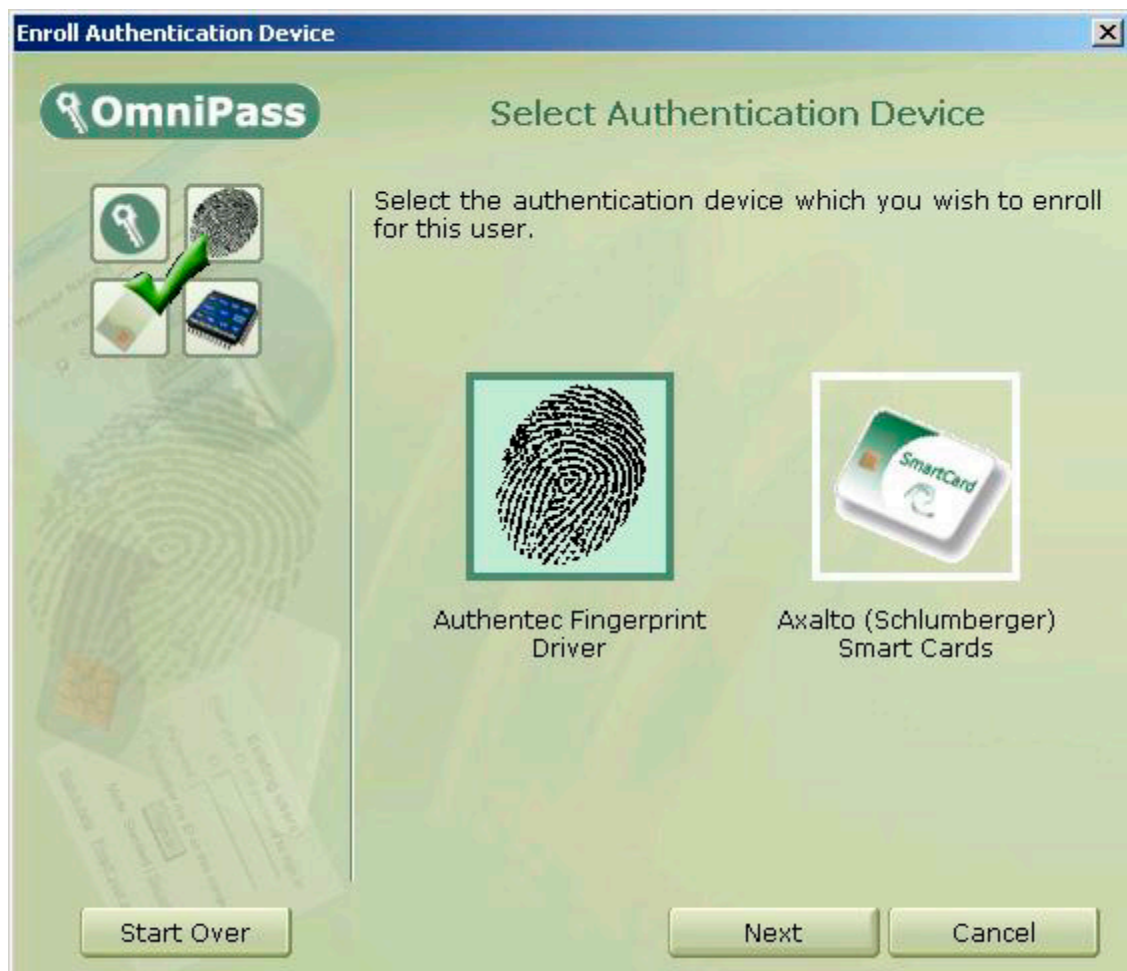 Enroll Authentication Device
OmniPass
Select Authentication Device
Select the authentication device which you wish to enroll
for this user.
SmartCard
Authentec Fingerprint
Driver
Axalto (Schlumberger)
Smart Cards
Start Over
Next
Cancel